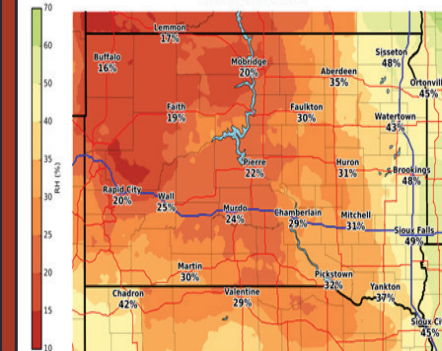 70
60
50
40
35
30
25
20
15
10
RH (%)
Lemmon
17%
Buffalo
16%
Mobridge
20%
Sisseton
48%
Aberdeen
35%
Ortonvil
45%
Faith
19%
Faulkton
30%
Watertown
43%
Pierre
22%
Huron
31%
Brookings
48%
Rapid City
20%
Wall
25%
Murdo
24%
Chamberlain
29%
Mitchell
31%
Sioux Falls
49%
Martin
30%
Pickstown
32%
Chadron
42%
Valentine
29%
Yankton
37%
Sioux Ci
45%